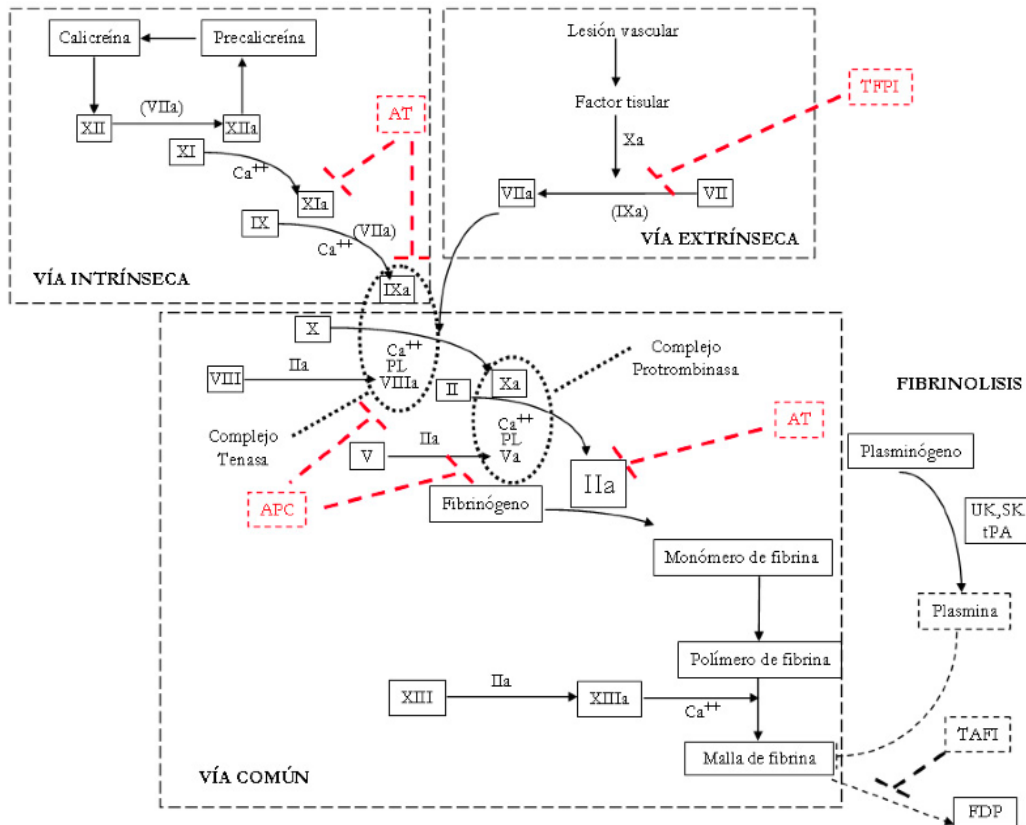 Calicreína
Precalicreína
XII
(VIIa)
XIIa
AT
XI
Ca++
XIa
IX
(VIIa)
Ca++
VÍA INTRÍNSECA
IXa
Lesión vascular
Factor tisular
TFPI
Xa
VIIa
VII
(IXa)
VÍA EXTRÍNSECA
X
Ca++
PL
VIIIa
VIII
IIa
Complejo
Tenasa
II
Xa
Complejo
Protrombinasa
Ca++
PL
Va
V
IIa
APC
AT
IIa
Fibrinógeno
Monómero de fibrina
Polímero de fibrina
XIII
IIa
XIIIa
Ca++
Malla de fibrina
VÍA COMÚN
FIBRINOLISIS
Plasminógeno
UK,SK
tPA
Plasmina
TAFI
FDP